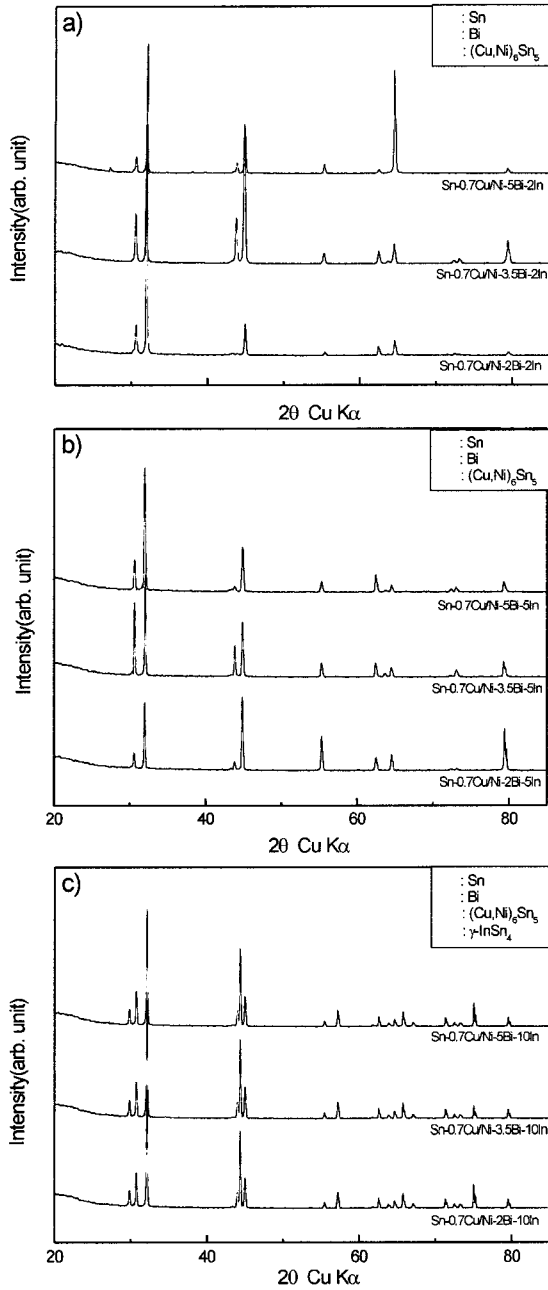 a)
: Sn
: Bi
: (Cu,Ni)₆Sn₅
Intensity(arb. unit)
Sn-0.7Cu/Ni-5Bi-2In
Sn-0.7Cu/Ni-3.5Bi-2In
Sn-0.7Cu/Ni-2Bi-2In
20 40 60 80
2θ Cu Kα
b)
: Sn
: Bi
: (Cu,Ni)₆Sn₅
Intensity(arb. unit)
Sn-0.7Cu/Ni-5Bi-5In
Sn-0.7Cu/Ni-3.5Bi-5In
Sn-0.7Cu/Ni-2Bi-5In
20 40 60 80
2θ Cu Kα
c)
: Sn
: Bi
: (Cu,Ni)₆Sn₅
: γ-InSn₄
Intensity(arb. unit)
Sn-0.7Cu/Ni-5Bi-10In
Sn-0.7Cu/Ni-3.5Bi-10In
Sn-0.7Cu/Ni-2Bi-10In
20 40 60 80
2θ Cu Kα